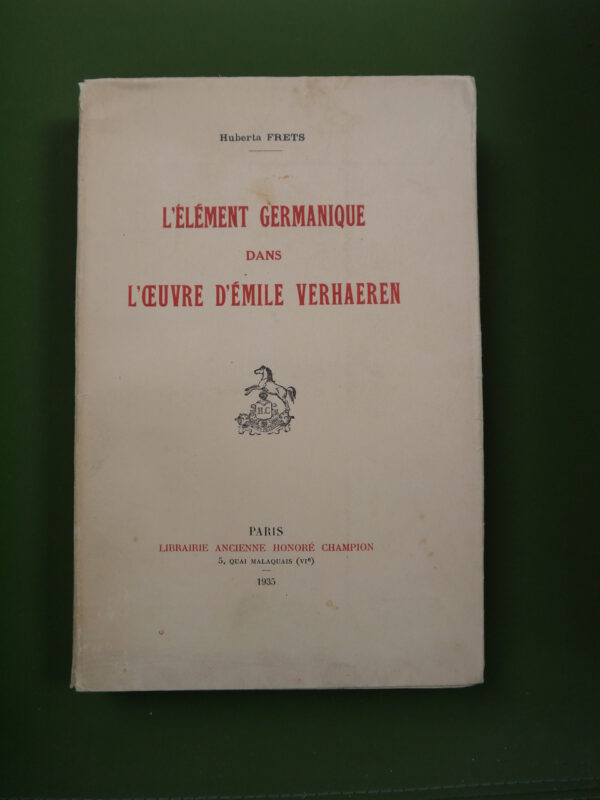 Huberta FRETS
L'ÉLÉMENT GERMANIQUE
DANS
L'ŒUVRE D'ÉMILE VERHAEREN
H.C
PARIS
LIBRAIRIE ANCIENNE HONORÉ CHAMPION
5, QUAI MALAQUAIS (VIe)
1935